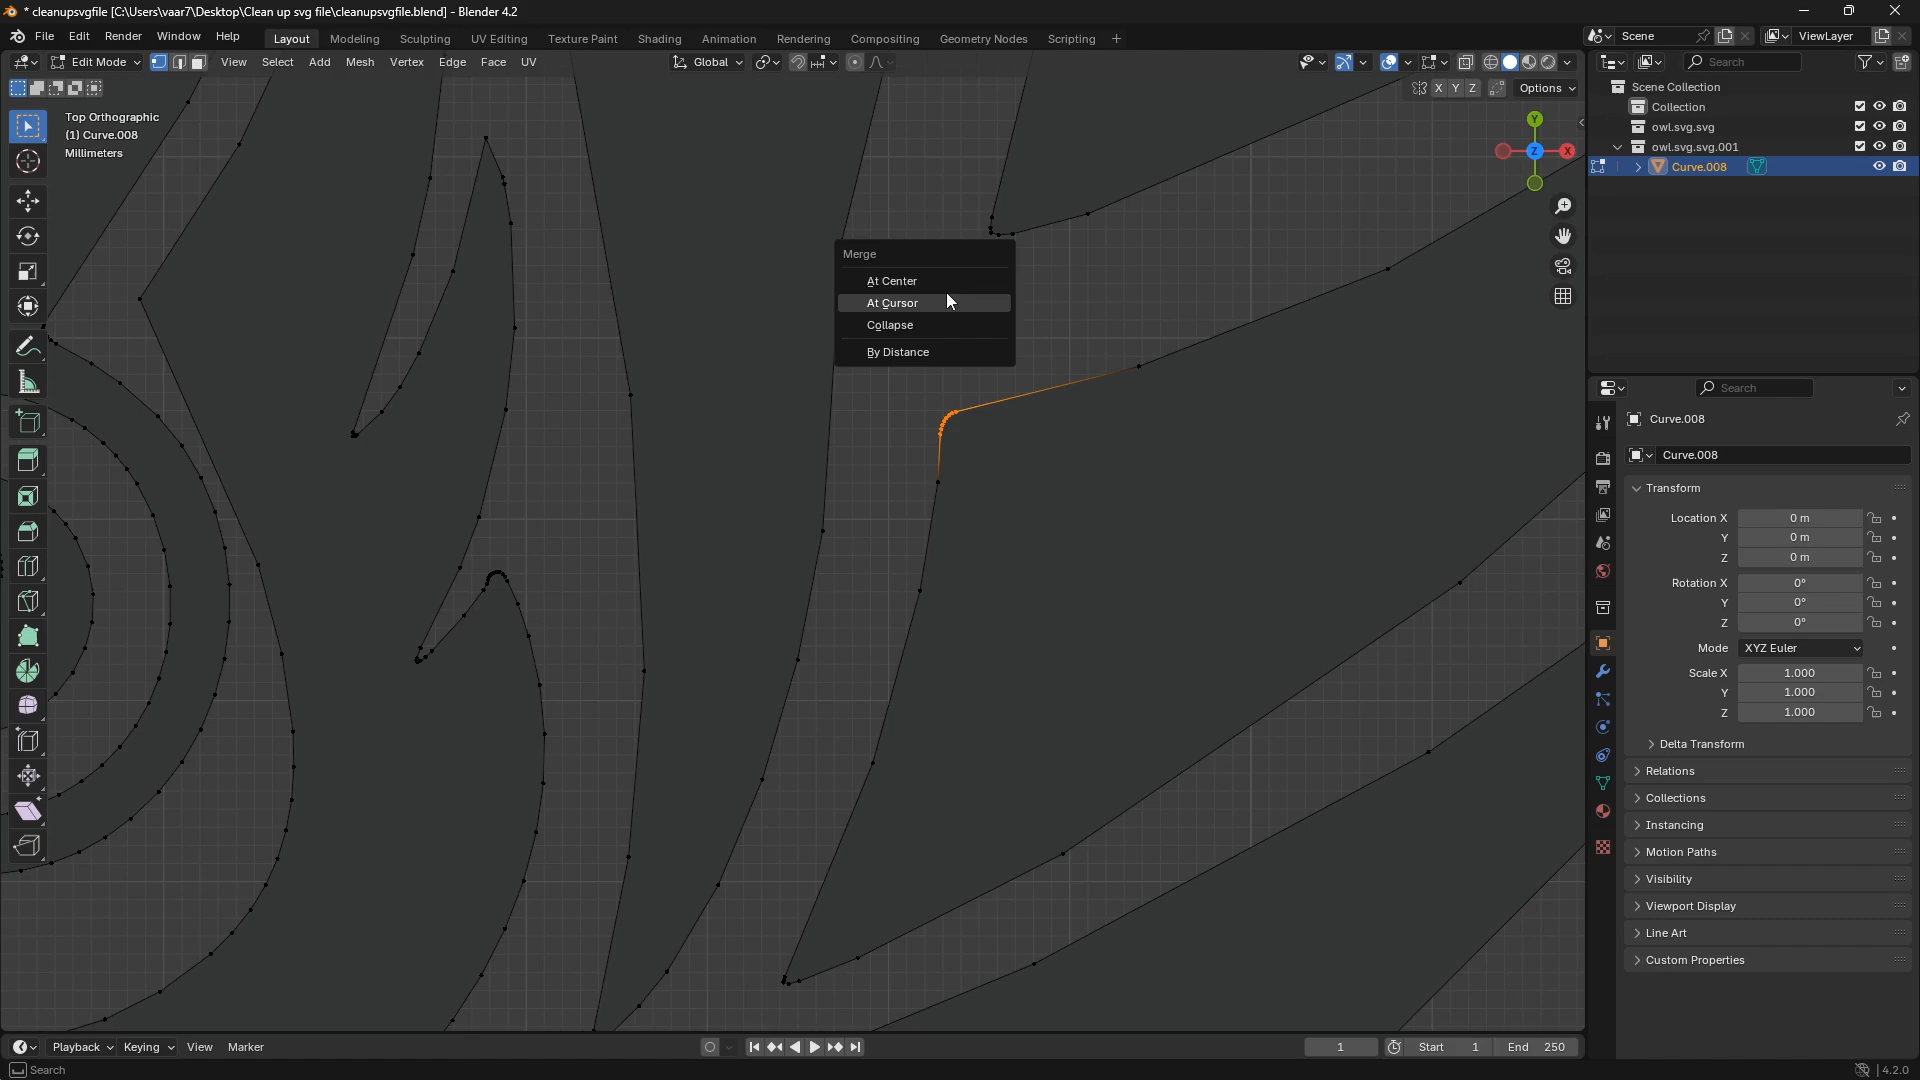 * cleanupsvgfile [C:\Users\vaar7\Desktop\Clean up svg file\cleanupsvgfile.blend] - Blender 4.2
File Edit Render Window Help Layout Modeling Sculpting UV Editing Texture Paint Shading Animation Rendering Compositing Geometry Nodes Scripting + Scene ViewLayer
Edit Mode View Select Add Mesh Vertex Edge Face UV Global Search
X Y Z Options
Scene Collection
Collection
owl.svg.svg
owl.svg.svg.001
Curve.008
Top Orthographic
(1) Curve.008
Millimeters
Y
Z X
Merge
At Center
At Cursor
Collapse
By Distance
Search
Curve.008
Curve.008
Transform
Location X 0 m
Y 0 m
Z 0 m
Rotation X 0°
Y 0°
Z 0°
Mode XYZ Euler
Scale X 1.000
Y 1.000
Z 1.000
Delta Transform
Relations
Collections
Instancing
Motion Paths
Visibility
Viewport Display
Line Art
Custom Properties
Playback Keying View Marker 1 Start 1 End 250
Search 4.2.0